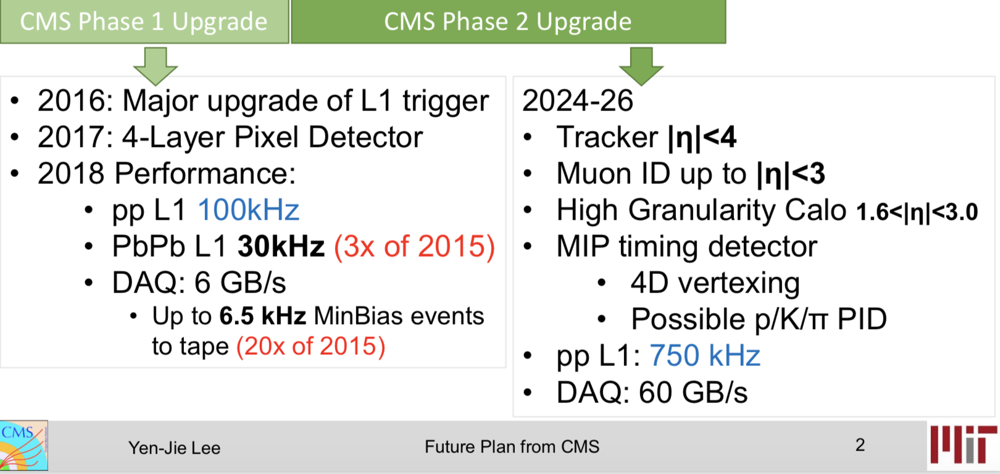 CMS Phase 1 Upgrade
CMS Phase 2 Upgrade
• 2016: Major upgrade of L1 trigger
• 2017: 4-Layer Pixel Detector
• 2018 Performance:
• pp L1 100kHz
• PbPb L1 30kHz (3x of 2015)
• DAQ: 6 GB/s
• Up to 6.5 kHz MinBias events
to tape (20x of 2015)
2024-26
• Tracker |η|<4
• Muon ID up to |η|<3
• High Granularity Calo 1.6<|η|<3.0
• MIP timing detector
• 4D vertexing
• Possible p/K/π PID
• pp L1: 750 kHz
• DAQ: 60 GB/s
CMS
Yen-Jie Lee
Future Plan from CMS
2
MIT